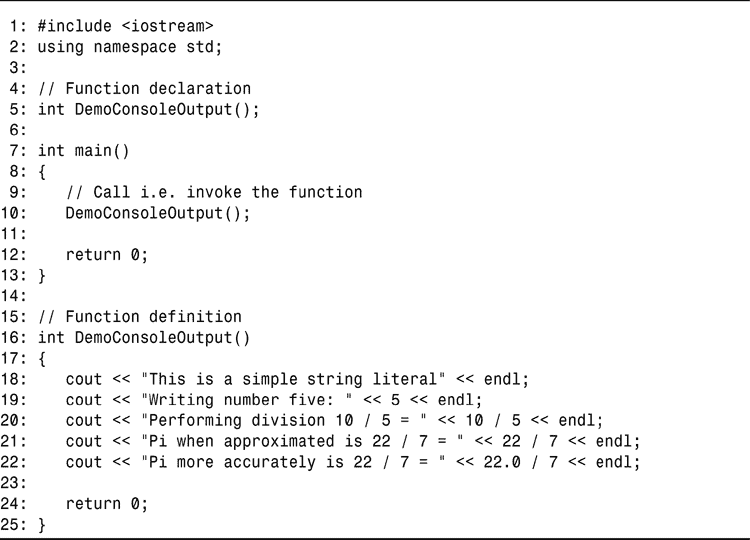 1: #include <iostream>
2: using namespace std;
3:
4: // Function declaration
5: int DemoConsoleOutput();
6:
7: int main()
8: {
9:    // Call i.e. invoke the function
10:    DemoConsoleOutput();
11:
12:    return 0;
13: }
14:
15: // Function definition
16: int DemoConsoleOutput()
17: {
18:    cout << "This is a simple string literal" << endl;
19:    cout << "Writing number five: " << 5 << endl;
20:    cout << "Performing division 10 / 5 = " << 10 / 5 << endl;
21:    cout << "Pi when approximated is 22 / 7 = " << 22 / 7 << endl;
22:    cout << "Pi more accurately is 22 / 7 = " << 22.0 / 7 << endl;
23:
24:    return 0;
25: }